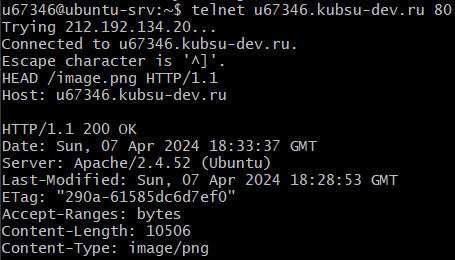 u67346@ubuntu-srv:~$ telnet u67346.kubsu-dev.ru 80
Trying 212.192.134.20...
Connected to u67346.kubsu-dev.ru.
Escape character is '^]'.
HEAD /image.png HTTP/1.1
Host: u67346.kubsu-dev.ru

HTTP/1.1 200 OK
Date: Sun, 07 Apr 2024 18:33:37 GMT
Server: Apache/2.4.52 (Ubuntu)
Last-Modified: Sun, 07 Apr 2024 18:28:53 GMT
ETag: "290a-61585dc6d7ef0"
Accept-Ranges: bytes
Content-Length: 10506
Content-Type: image/png